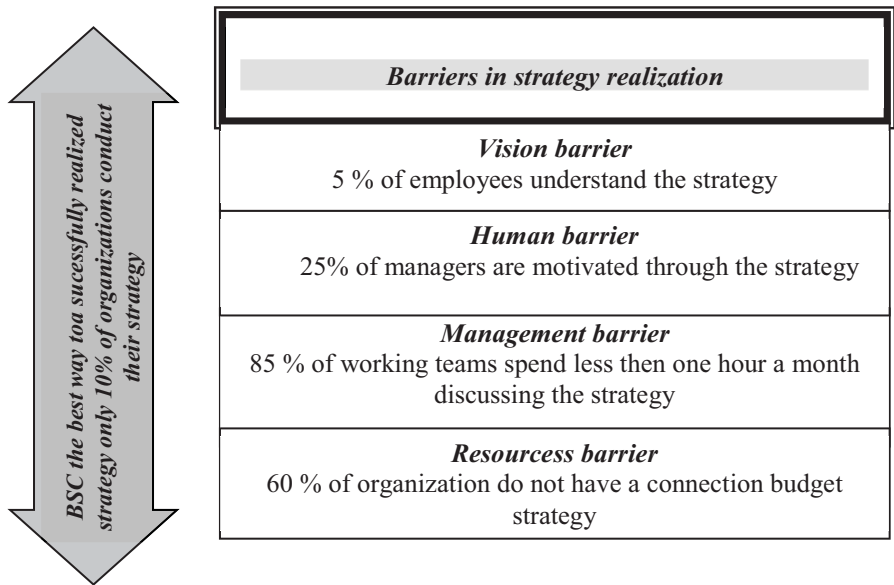 BSC the best way toa sucessfully realized
strategy only 10% of organizations conduct
their strategy
Barriers in strategy realization
Vision barrier
5 % of employees understand the strategy
Human barrier
25% of managers are motivated through the strategy
Management barrier
85 % of working teams spend less then one hour a month
discussing the strategy
Resourcess barrier
60 % of organization do not have a connection budget
strategy